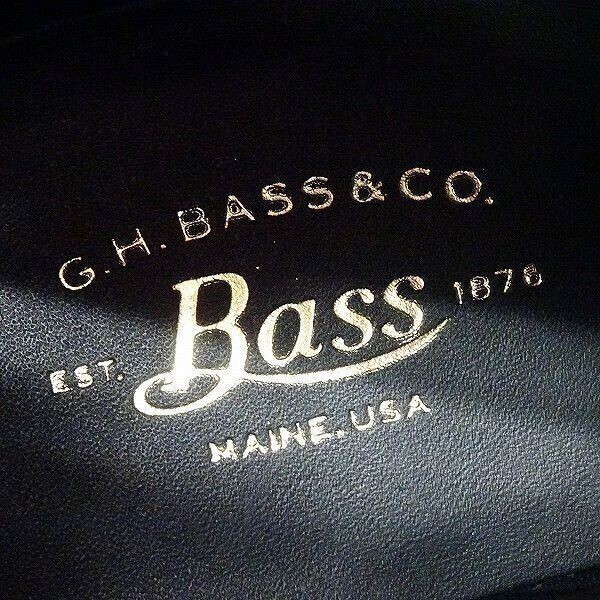 G.H. BASS & CO.
Bass
EST. 1876
MAINE, USA